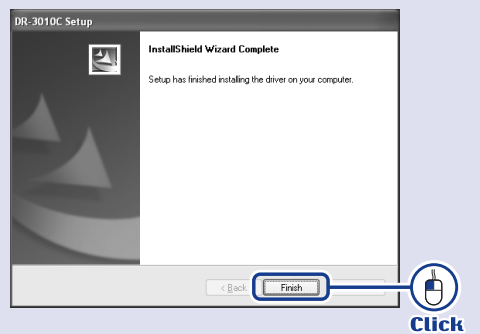 DR-3010C Setup
InstallShield Wizard Complete
Setup has finished installing the driver on your computer.
< Back
Finish
Click